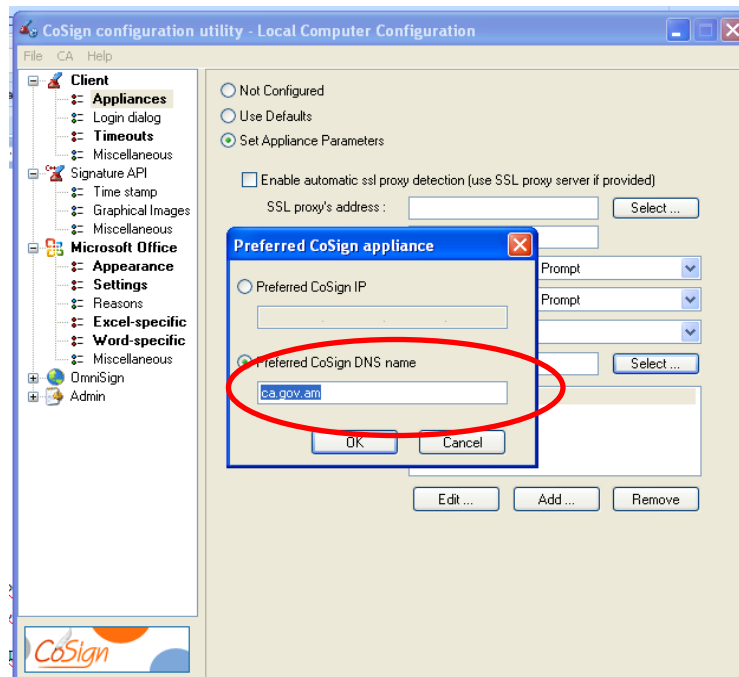 CoSign configuration utility - Local Computer Configuration
File CA Help
Client
Appliances
Login dialog
Timeouts
Miscellaneous
Signature API
Time stamp
Graphical Images
Miscellaneous
Microsoft Office
Appearance
Settings
Reasons
Excel-specific
Word-specific
Miscellaneous
OmniSign
Admin
CoSign
Not Configured
Use Defaults
Set Appliance Parameters
Enable automatic ssl proxy detection (use SSL proxy server if provided)
SSL proxy's address : Select ...
Prompt
Prompt
Select ...
Edit ... Add ... Remove
Preferred CoSign appliance
Preferred CoSign IP
Preferred CoSign DNS name
ca.gov.am
OK Cancel